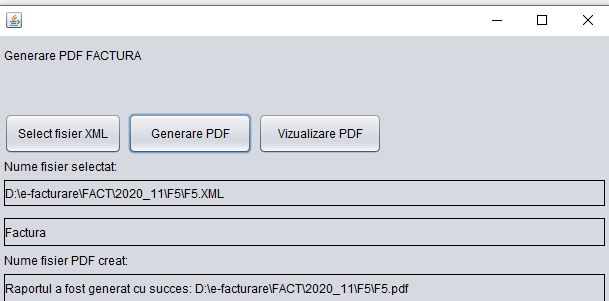 Generare PDF FACTURA
Select fisier XML Generare PDF Vizualizare PDF
Nume fisier selectat:
D:\e-facturare\FACT\2020_11\F5\F5.XML
Factura
Nume fisier PDF creat:
Raportul a fost generat cu succes: D:\e-facturare\FACT\2020_11\F5\F5.pdf